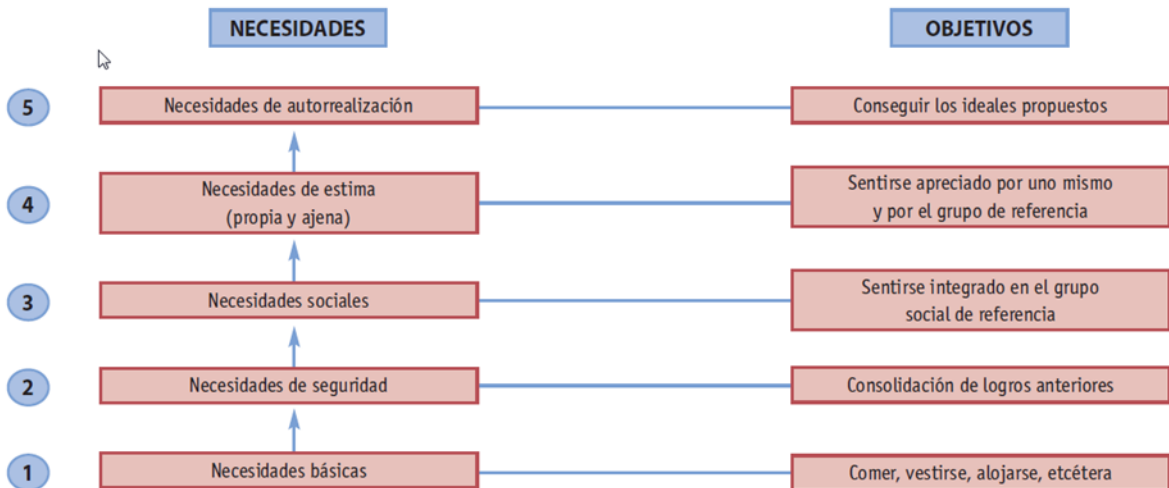 NECESIDADES
OBJETIVOS
5
Necesidades de autorrealización
Conseguir los ideales propuestos
4
Necesidades de estima
(propia y ajena)
Sentirse apreciado por uno mismo
y por el grupo de referencia
3
Necesidades sociales
Sentirse integrado en el grupo
social de referencia
2
Necesidades de seguridad
Consolidación de logros anteriores
1
Necesidades básicas
Comer, vestirse, alojarse, etcétera